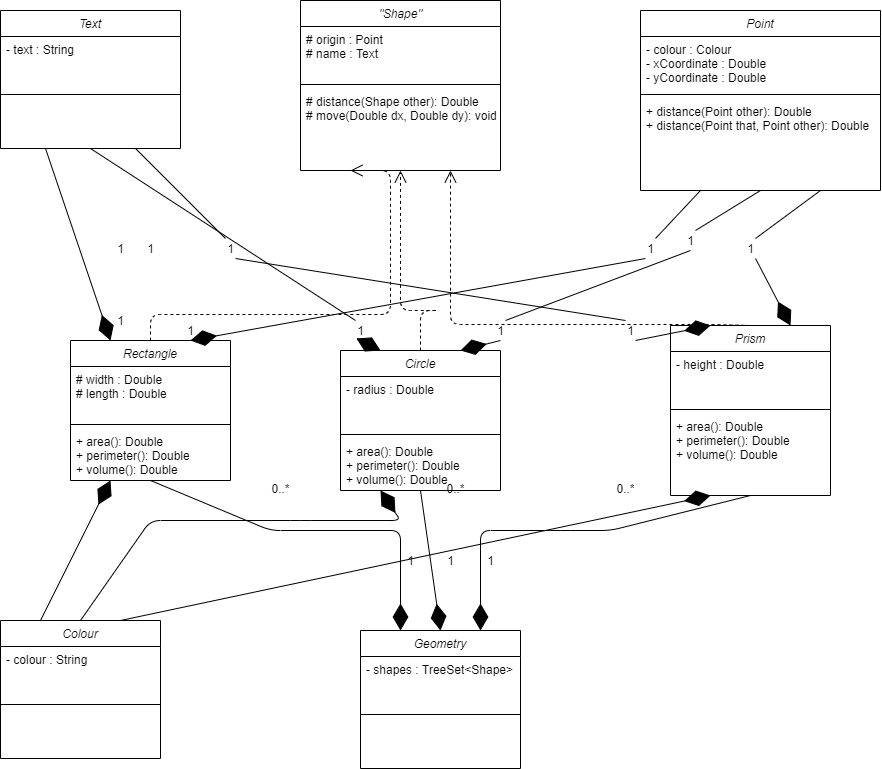 Text
- text : String
"Shape"
# origin : Point
# name : Text
# distance(Shape other): Double
# move(Double dx, Double dy): void
Point
- colour : Colour
- xCoordinate : Double
- yCoordinate : Double
+ distance(Point other): Double
+ distance(Point that, Point other): Double
1
1
1
1
1
1
1
1
1
1
1
Rectangle
# width : Double
# length : Double
+ area(): Double
+ perimeter(): Double
+ volume(): Double
Circle
- radius : Double
+ area(): Double
+ perimeter(): Double
+ volume(): Double
Prism
- height : Double
+ area(): Double
+ perimeter(): Double
+ volume(): Double
0..*
0..*
0..*
1
1
1
Colour
- colour : String
Geometry
- shapes : TreeSet<Shape>